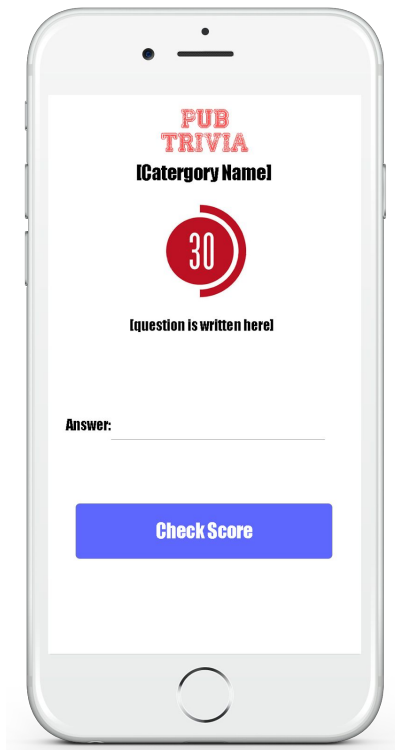 PUB
TRIVIA
[Catergory Name]
30
[question is written here]
Answer:
Check Score